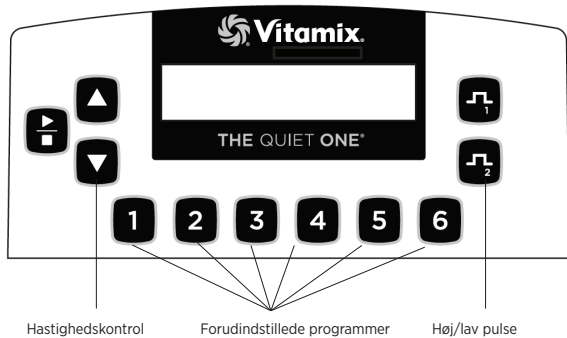 Vitamix.
THE QUIET ONE®
1
2
1 2 3 4 5 6
Hastighedskontrol Forudindstillede programmer Høj/lav pulse